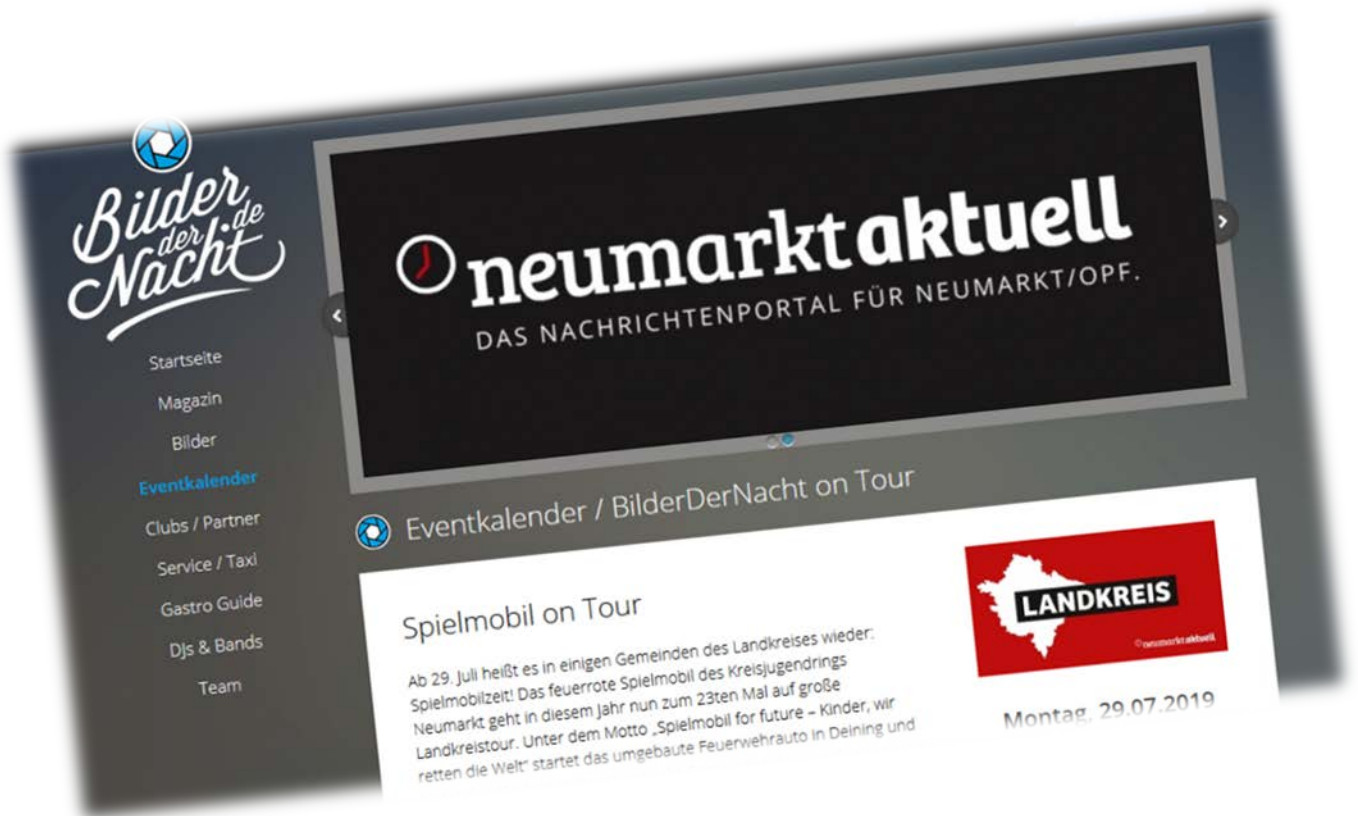 Bilder
der
.de
Nacht
Startseite
Magazin
Bilder
Eventkalender
Clubs / Partner
Service / Taxi
Gastro Guide
DJs & Bands
Team
neumarktaktuell
DAS NACHRICHTENPORTAL FÜR NEUMARKT/OPF.
Eventkalender / BilderDerNacht on Tour
Spielmobil on Tour
Ab 29. Juli heißt es in einigen Gemeinden des Landkreises wieder:
Spielmobilzeit! Das feuerrote Spielmobil des Kreisjugendrings
Neumarkt geht in diesem Jahr nun zum 23ten Mal auf große
Landkreistour. Unter dem Motto „Spielmobil for future – Kinder, wir
retten die Welt“ startet das umgebaute Feuerwehrauto in Deining und
LANDKREIS
neumarktaktuell
Montag, 29.07.2019